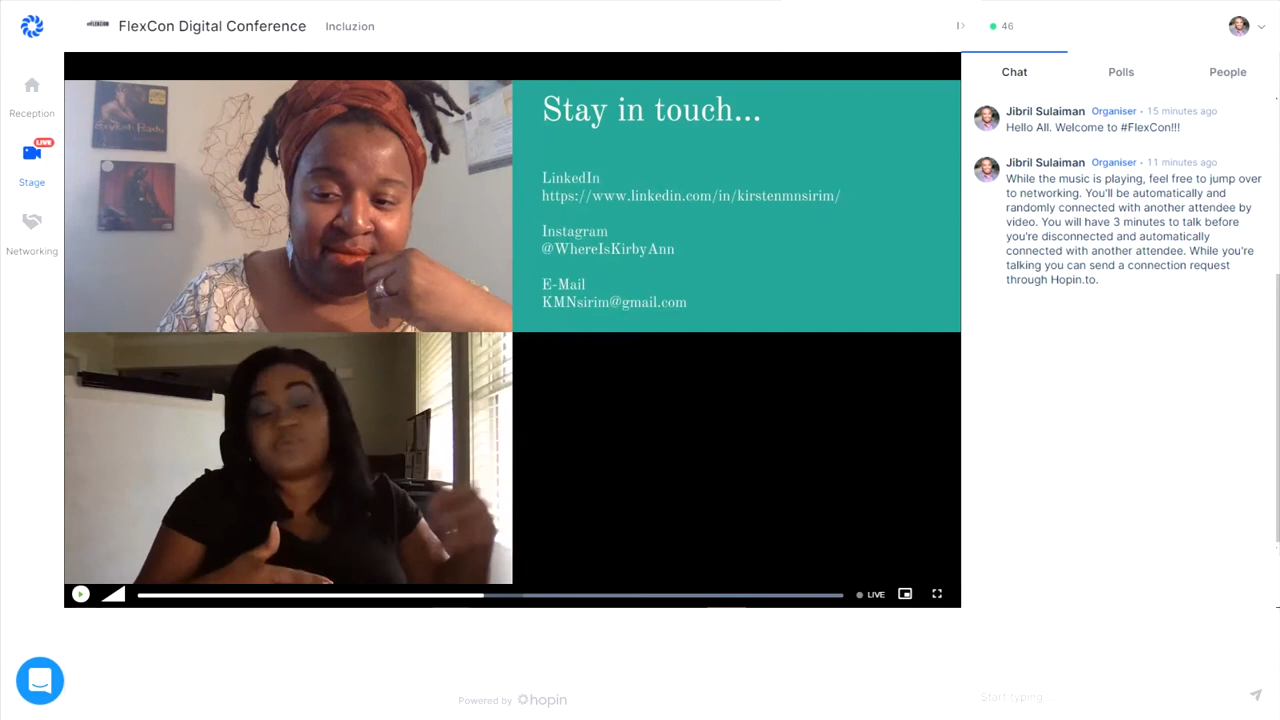 #FLEXCON
FlexCon Digital Conference
Incluzion
46
Reception
LIVE
Stage
Networking
Erykah Badu
Stay in touch...
LinkedIn
https://www.linkedin.com/in/kirstenmnsirim/
Instagram
@WhereIsKirbyAnn
E-Mail
KMNsirim@gmail.com
LIVE
Powered by hopin
Chat
Polls
People
Jibril Sulaiman Organiser • 15 minutes ago
Hello All. Welcome to #FlexCon!!!
Jibril Sulaiman Organiser • 11 minutes ago
While the music is playing, feel free to jump over
to networking. You'll be automatically and
randomly connected with another attendee by
video. You will have 3 minutes to talk before
you're disconnected and automatically
connected with another attendee. While you're
talking you can send a connection request
through Hopin.to.
Start typing